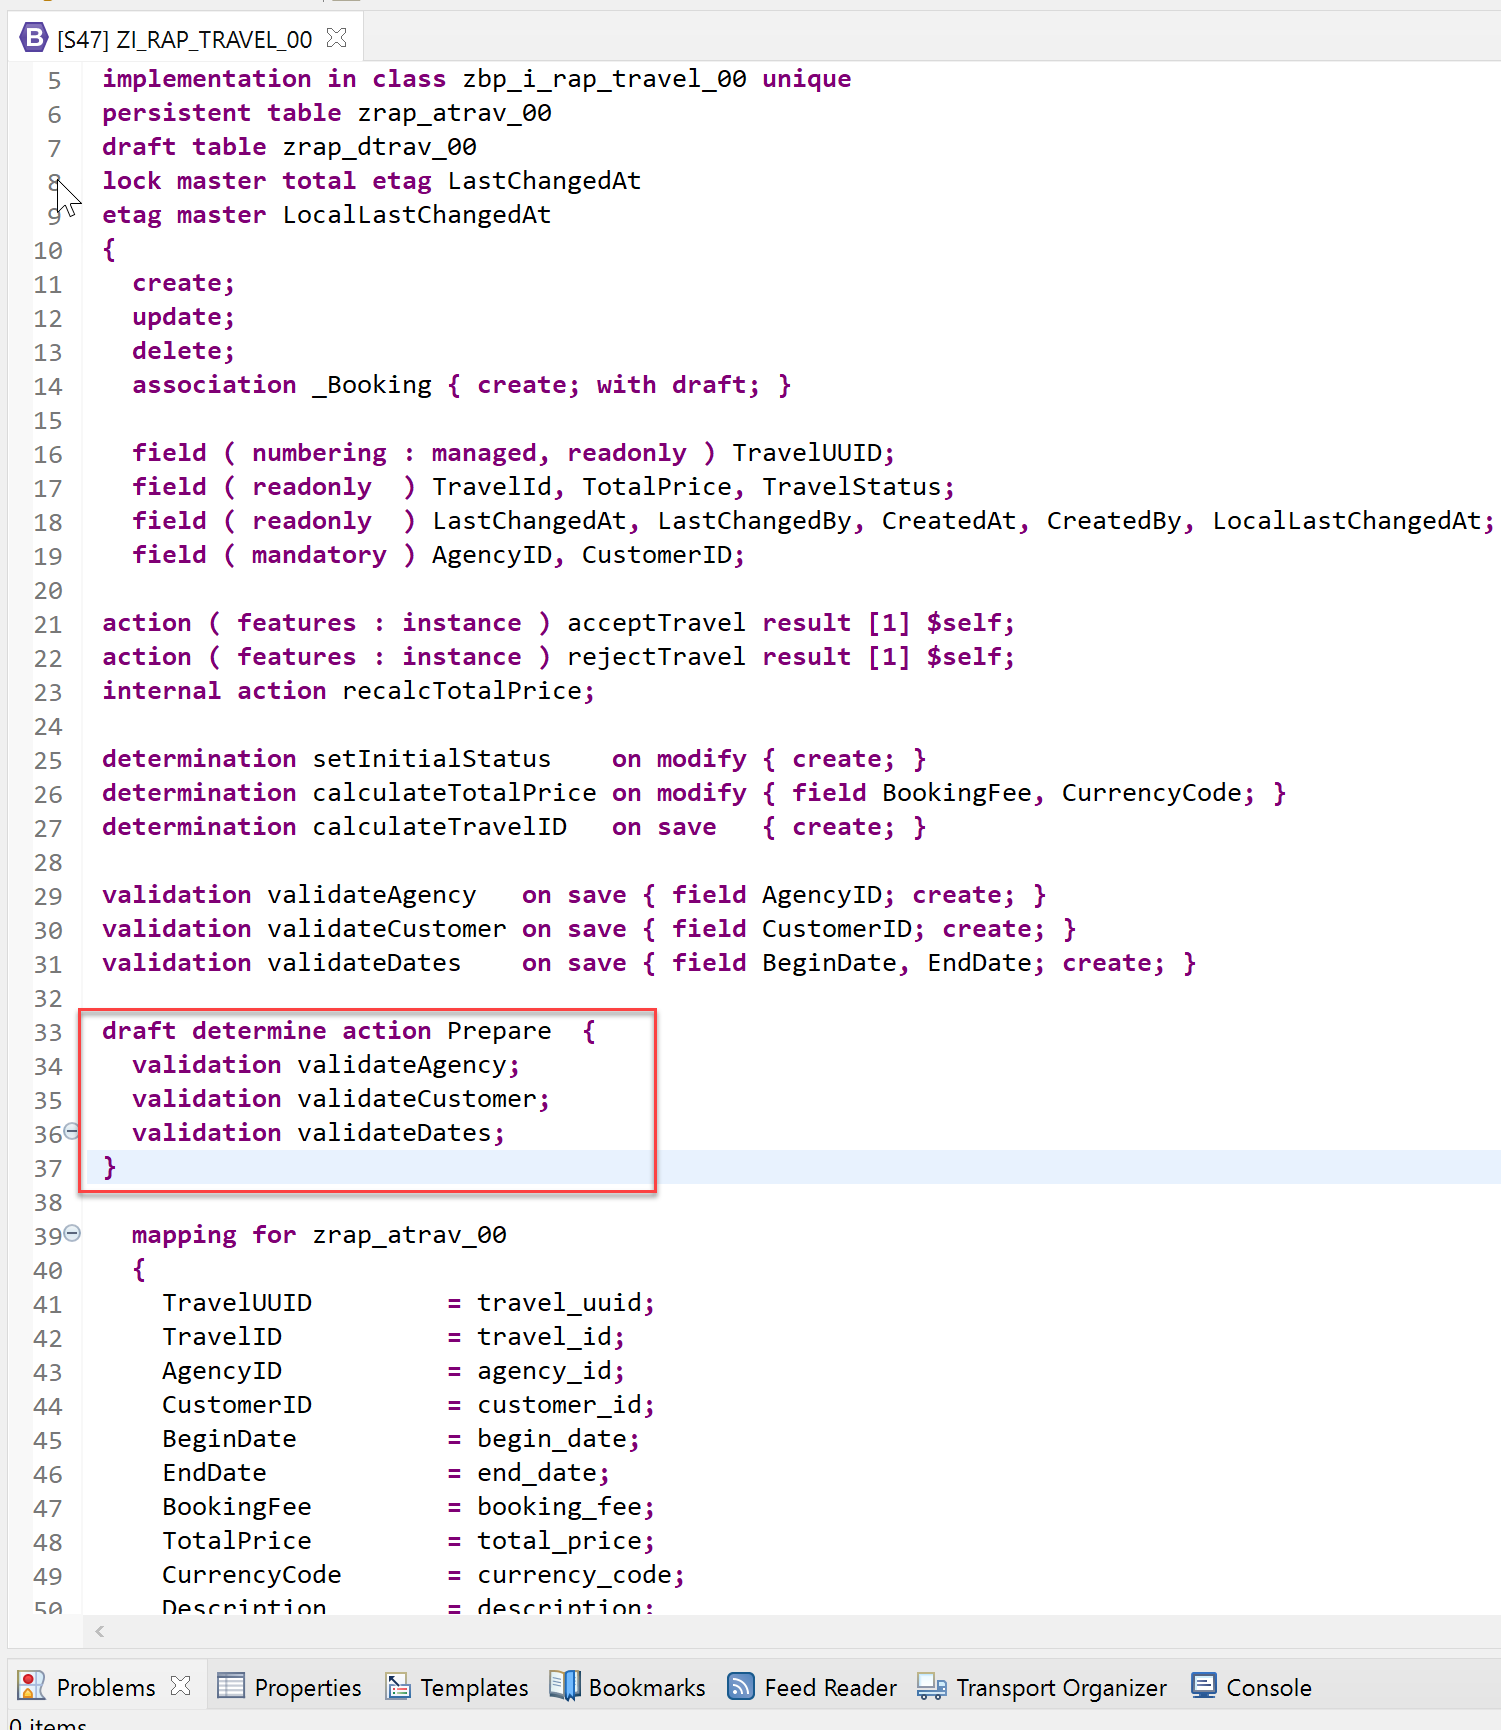 [S47] ZI_RAP_TRAVEL_00
5 implementation in class zbp_i_rap_travel_00 unique
6 persistent table zrap_atrav_00
7 draft table zrap_dtrav_00
8 lock master total etag LastChangedAt
9 etag master LocalLastChangedAt
10 {
11   create;
12   update;
13   delete;
14   association _Booking { create; with draft; }
15
16   field ( numbering : managed, readonly ) TravelUUID;
17   field ( readonly  ) TravelId, TotalPrice, TravelStatus;
18   field ( readonly  ) LastChangedAt, LastChangedBy, CreatedAt, CreatedBy, LocalLastChangedAt;
19   field ( mandatory ) AgencyID, CustomerID;
20
21 action ( features : instance ) acceptTravel result [1] $self;
22 action ( features : instance ) rejectTravel result [1] $self;
23 internal action recalcTotalPrice;
24
25 determination setInitialStatus    on modify { create; }
26 determination calculateTotalPrice on modify { field BookingFee, CurrencyCode; }
27 determination calculateTravelID   on save   { create; }
28
29 validation validateAgency   on save { field AgencyID; create; }
30 validation validateCustomer on save { field CustomerID; create; }
31 validation validateDates    on save { field BeginDate, EndDate; create; }
32
33 draft determine action Prepare  {
34   validation validateAgency;
35   validation validateCustomer;
36   validation validateDates;
37 }
38
39   mapping for zrap_atrav_00
40   {
41     TravelUUID         = travel_uuid;
42     TravelID           = travel_id;
43     AgencyID           = agency_id;
44     CustomerID         = customer_id;
45     BeginDate          = begin_date;
46     EndDate            = end_date;
47     BookingFee         = booking_fee;
48     TotalPrice         = total_price;
49     CurrencyCode       = currency_code;
50     Description        = description;
Problems Properties Templates Bookmarks Feed Reader Transport Organizer Console
0 items